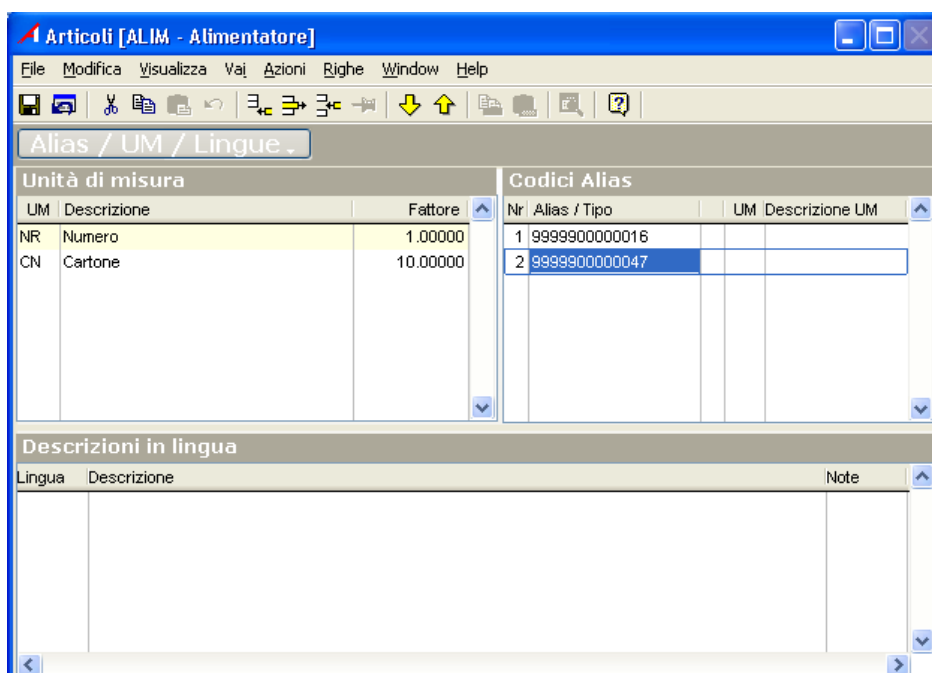 Articoli [ALIM - Alimentatore]
File Modifica Visualizza Vai Azioni Righe Window Help
Alias / UM / Lingue
Unità di misura
Codici Alias
UM Descrizione Fattore
Nr Alias / Tipo UM Descrizione UM
NR Numero 1.00000
1 9999900000016
CN Cartone 10.00000
2 9999900000047
Descrizioni in lingua
Lingua Descrizione Note